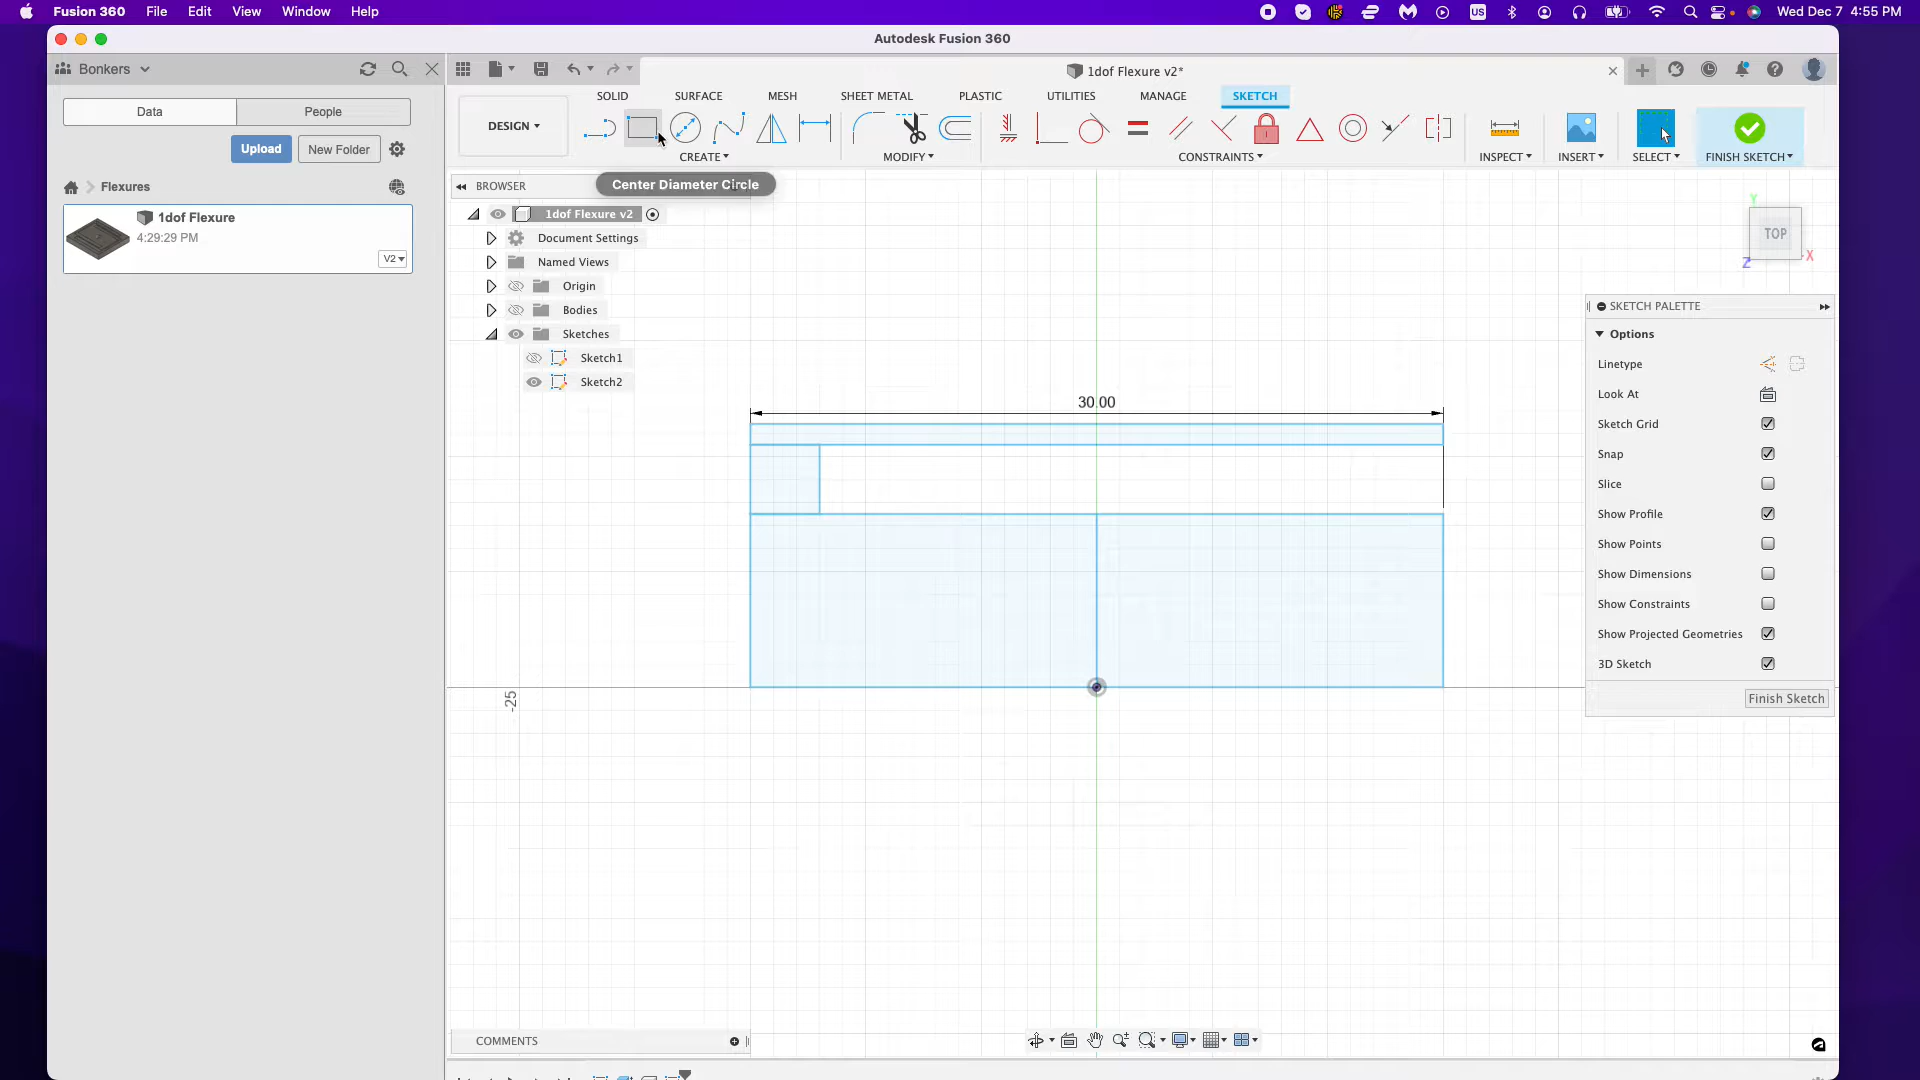 Fusion 360 File Edit View Window Help
US Wed Dec 7 4:55 PM
Autodesk Fusion 360
Bonkers
1dof Flexure v2*
Data People
Upload New Folder
Flexures
1dof Flexure
4:29:29 PM
V2
DESIGN
SOLID SURFACE MESH SHEET METAL PLASTIC UTILITIES MANAGE SKETCH
CREATE MODIFY CONSTRAINTS INSPECT INSERT SELECT FINISH SKETCH
Center Diameter Circle
BROWSER
1dof Flexure v2
Document Settings
Named Views
Origin
Bodies
Sketches
Sketch1
Sketch2
30.00
-25
TOP
Y
X
Z
SKETCH PALETTE
Options
Linetype
Look At
Sketch Grid
Snap
Slice
Show Profile
Show Points
Show Dimensions
Show Constraints
Show Projected Geometries
3D Sketch
Finish Sketch
COMMENTS